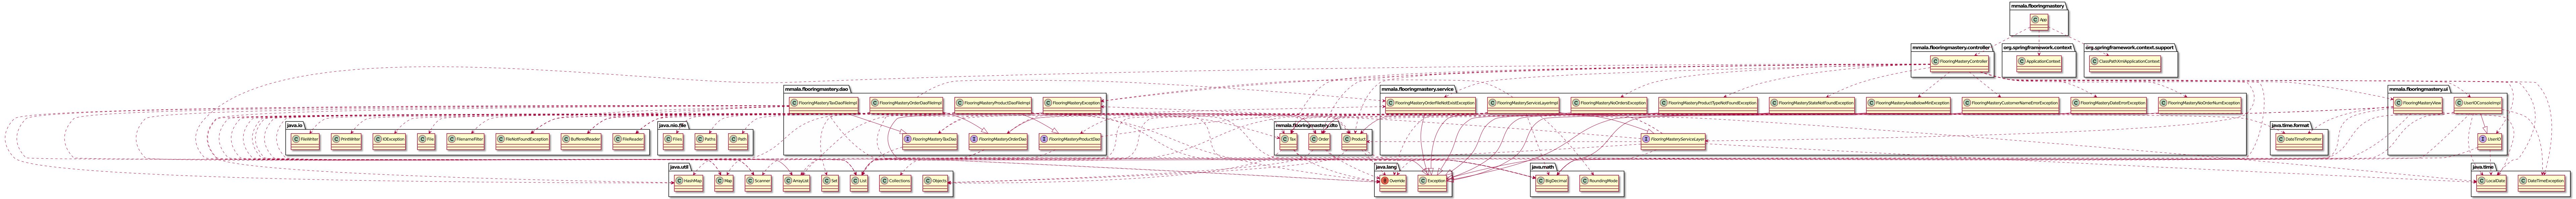 mmala.flooringmastery
C App
mmala.flooringmastery.controller
C FlooringMasteryController
org.springframework.context
C ApplicationContext
org.springframework.context.support
C ClassPathXmlApplicationContext
mmala.flooringmastery.dao
C FlooringMasteryTaxDaoFileImpl
C FlooringMasteryOrderDaoFileImpl
C FlooringMasteryProductDaoFileImpl
C FlooringMasteryException
I FlooringMasteryTaxDao
I FlooringMasteryOrderDao
I FlooringMasteryProductDao
mmala.flooringmastery.service
C FlooringMasteryOrderFileNotExistException
C FlooringMasteryServiceLayerImpl
C FlooringMasteryNoOrdersException
C FlooringMasteryProductTypeNotFoundException
C FlooringMasteryStateNotFoundException
C FlooringMasteryAreaBelowMinException
C FlooringMasteryCustomerNameErrorException
C FlooringMasteryDateErrorException
C FlooringMasteryNoOrderNumException
I FlooringMasteryServiceLayer
mmala.flooringmastery.ui
C FlooringMasteryView
C UserIOConsoleImpl
I UserIO
java.io
C FileWriter
C PrintWriter
C IOException
C File
C FilenameFilter
C FileNotFoundException
C BufferedReader
C FileReader
java.nio.file
C Files
C Paths
C Path
mmala.flooringmastery.dto
C Tax
C Order
C Product
java.time.format
C DateTimeFormatter
java.util
C HashMap
C Map
C Scanner
C ArrayList
C Set
C List
C Collections
C Objects
java.lang
Override
C Exception
java.math
C BigDecimal
C RoundingMode
java.time
C LocalDate
C DateTimeException